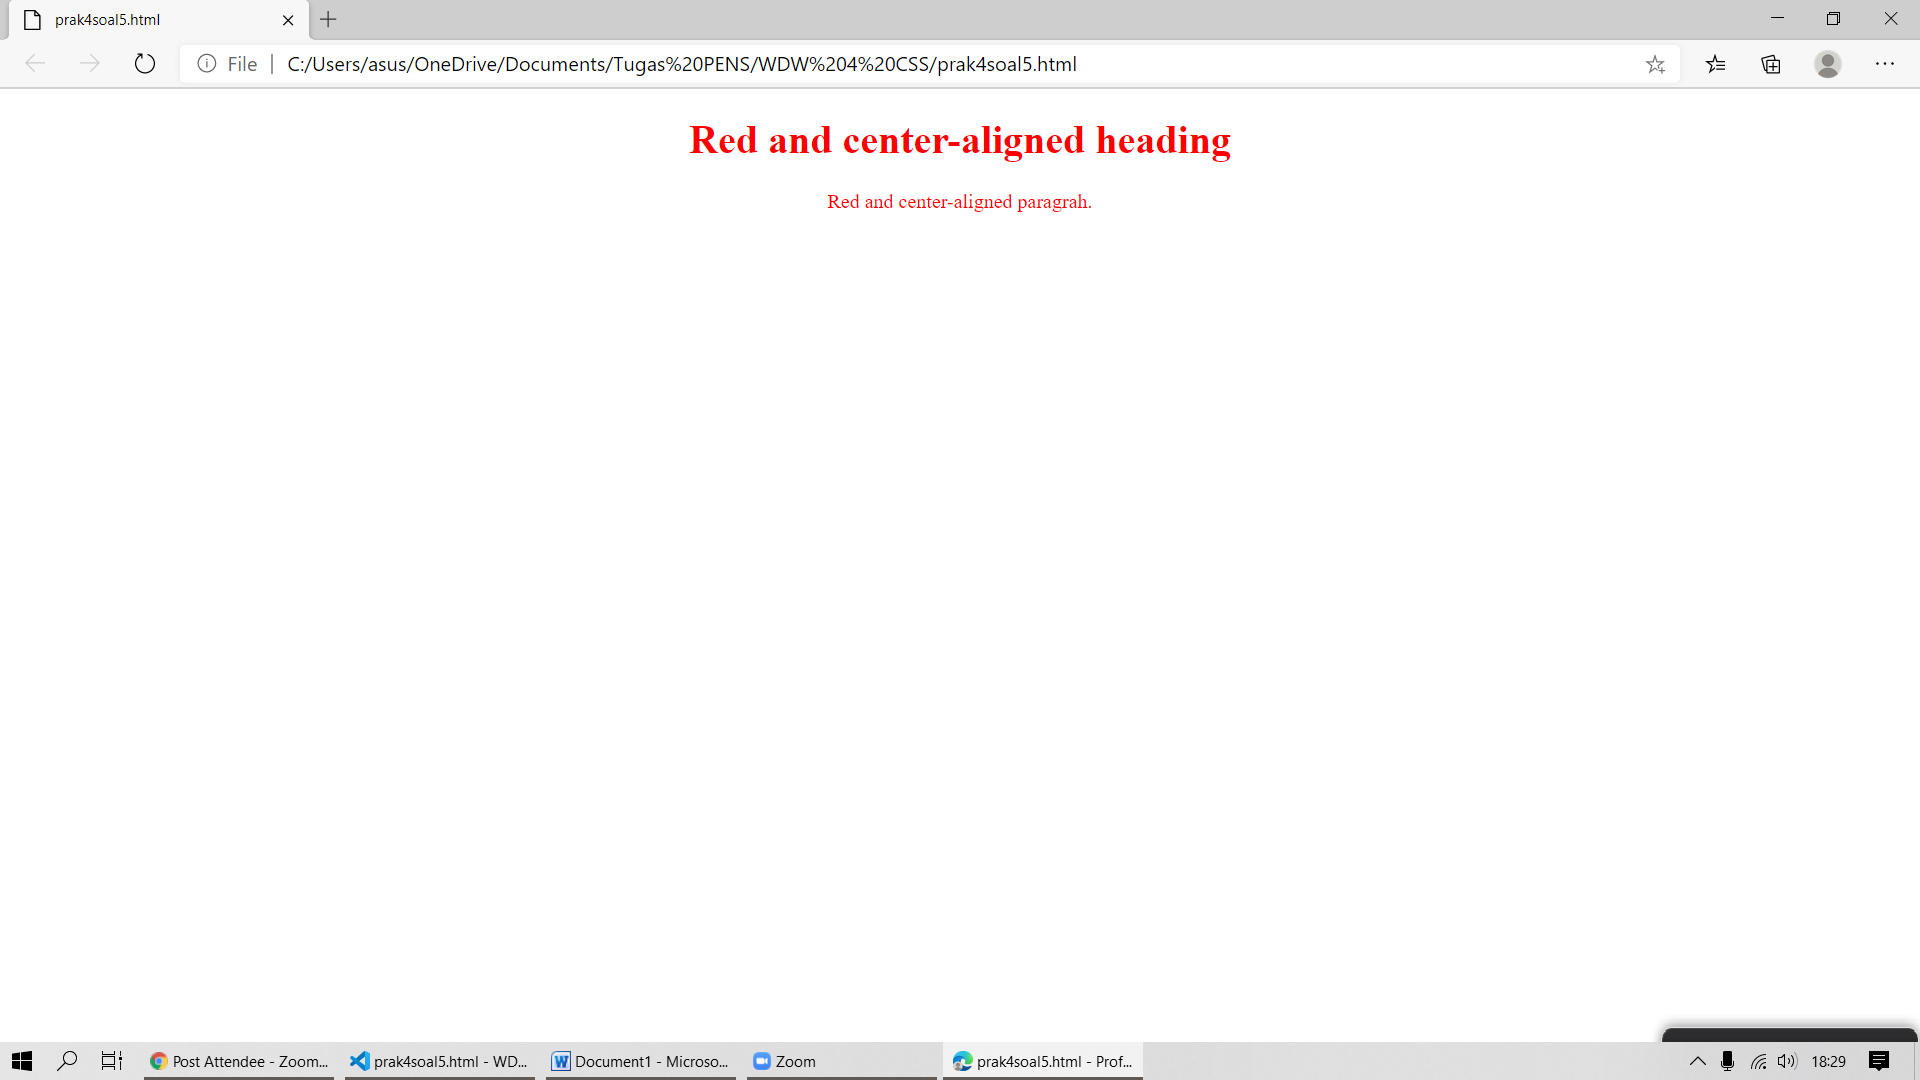 prak4soal5.html
File | C:/Users/asus/OneDrive/Documents/Tugas%20PENS/WDW%204%20CSS/prak4soal5.html
Red and center-aligned heading
Red and center-aligned paragrah.
Post Attendee - Zoom... prak4soal5.html - WD... Document1 - Microso... Zoom prak4soal5.html - Prof... 18:29